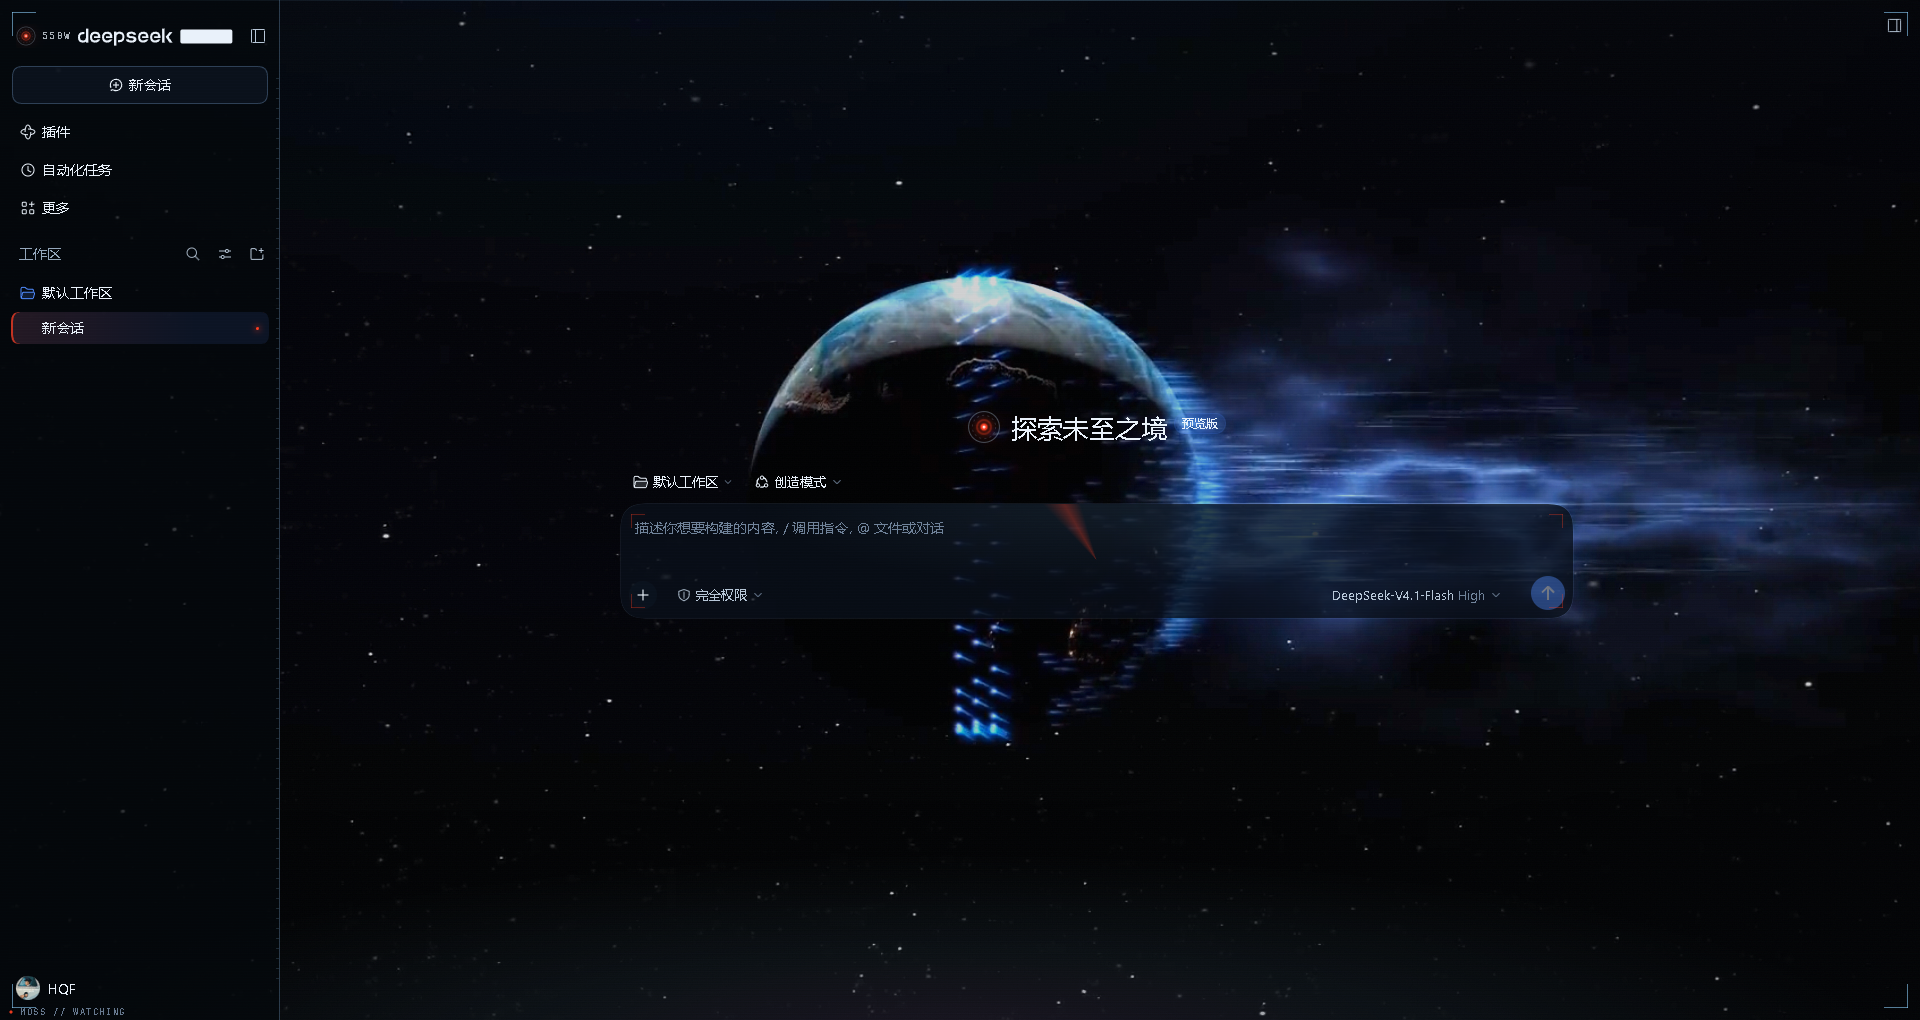 550W deepseek
新会话
插件
自动化任务
更多
工作区
默认工作区
新会话
探索未至之境 预览版
默认工作区 创造模式
描述你想要构建的内容, / 调用指令, @ 文件或对话
完全权限 DeepSeek-V4.1-Flash High
HQF
MOSS // WATCHING